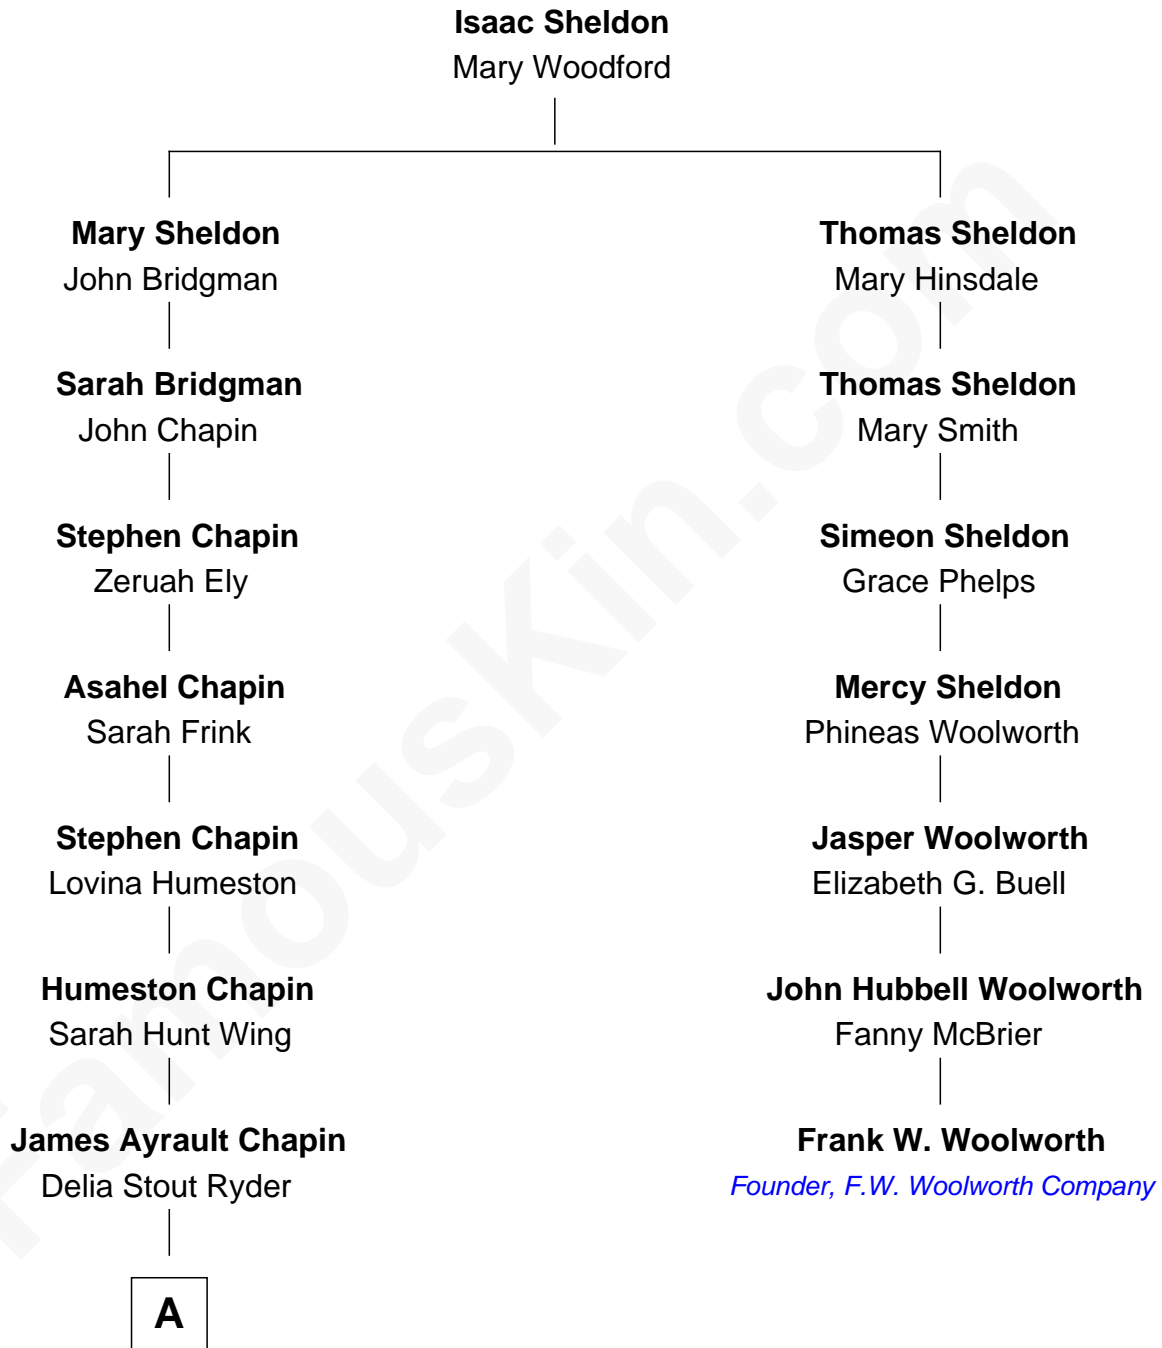 Isaac Sheldon
Mary Woodford
Mary Sheldon
John Bridgman
Thomas Sheldon
Mary Hinsdale
Sarah Bridgman
John Chapin
Thomas Sheldon
Mary Smith
Stephen Chapin
Zeruah Ely
Simeon Sheldon
Grace Phelps
Asahel Chapin
Sarah Frink
Mercy Sheldon
Phineas Woolworth
Stephen Chapin
Lovina Humeston
Jasper Woolworth
Elizabeth G. Buell
Humeston Chapin
Sarah Hunt Wing
John Hubbell Woolworth
Fanny McBrier
James Ayrault Chapin
Delia Stout Ryder
Frank W. Woolworth
Founder, F.W. Woolworth Company
A
FamousKin.com